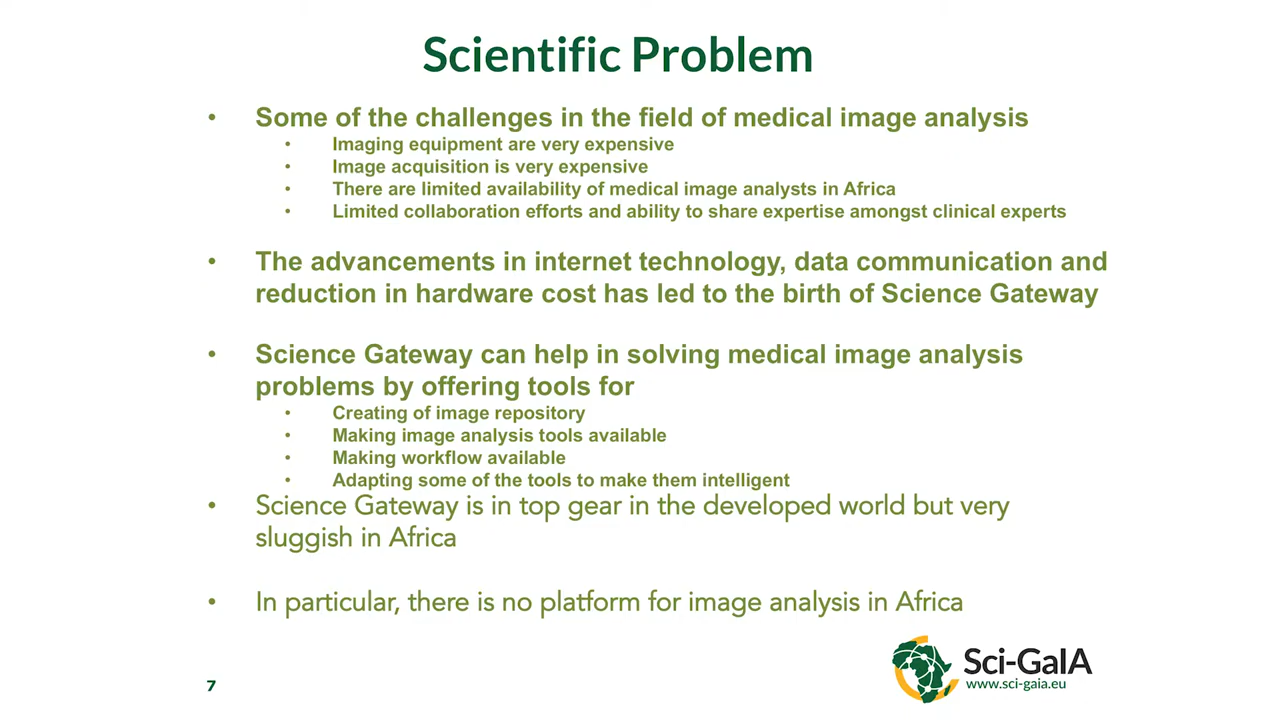 Scientific Problem
• Some of the challenges in the field of medical image analysis
• Imaging equipment are very expensive
• Image acquisition is very expensive
• There are limited availability of medical image analysts in Africa
• Limited collaboration efforts and ability to share expertise amongst clinical experts
• The advancements in internet technology, data communication and
reduction in hardware cost has led to the birth of Science Gateway
• Science Gateway can help in solving medical image analysis
problems by offering tools for
• Creating of image repository
• Making image analysis tools available
• Making workflow available
• Adapting some of the tools to make them intelligent
• Science Gateway is in top gear in the developed world but very
sluggish in Africa
• In particular, there is no platform for image analysis in Africa
Sci-GaIA
www.sci-gaia.eu
7